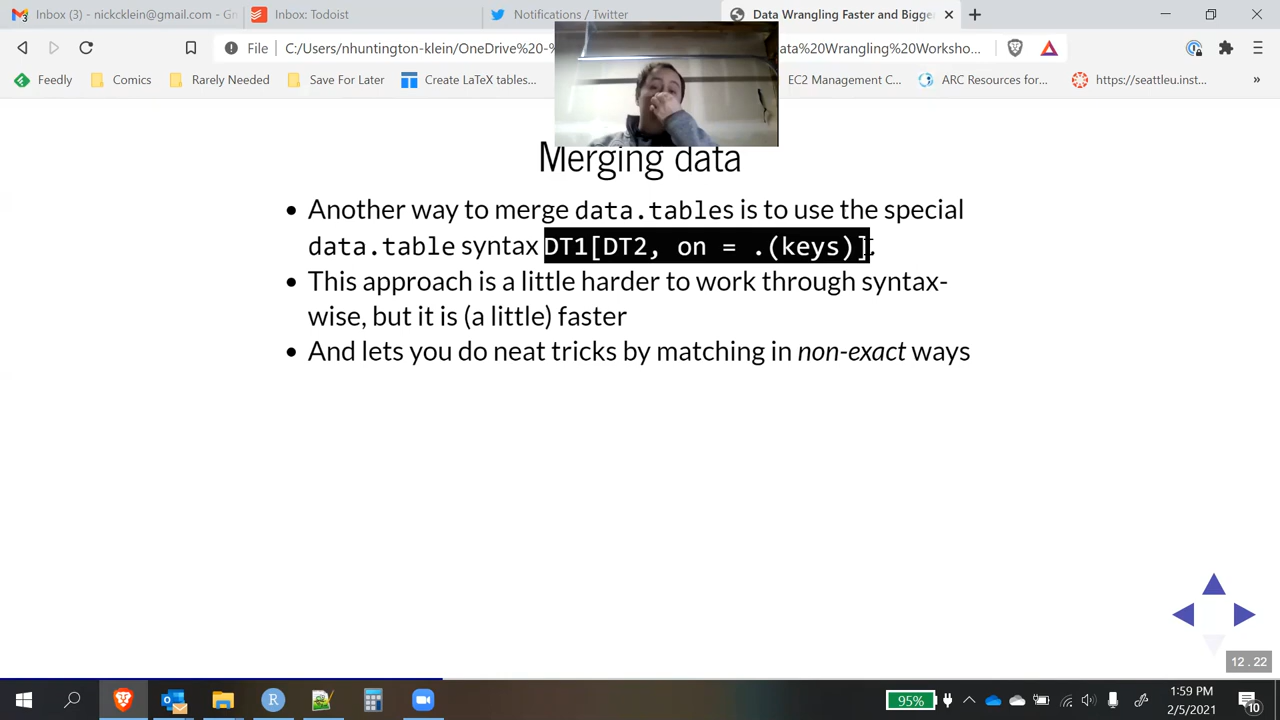 Inbox - nickcklein@gmail.com - Gm
Inbox: Todoist
Notifications / Twitter
Data Wrangling Faster and Bigger
File
C:/Users/nhuntington-klein/OneDrive%20-%
ata%20Wrangling%20Worksho...
Feedly
Comics
Rarely Needed
Save For Later
Create LaTeX tables...
EC2 Management C...
ARC Resources for...
https://seattleu.inst...
»
Merging data
• Another way to merge data.tables is to use the special
data.table syntax DT1[DT2, on = .(keys)].
• This approach is a little harder to work through syntax-
wise, but it is (a little) faster
• And lets you do neat tricks by matching in non-exact ways
12 . 22
95%
1:59 PM
2/5/2021
10